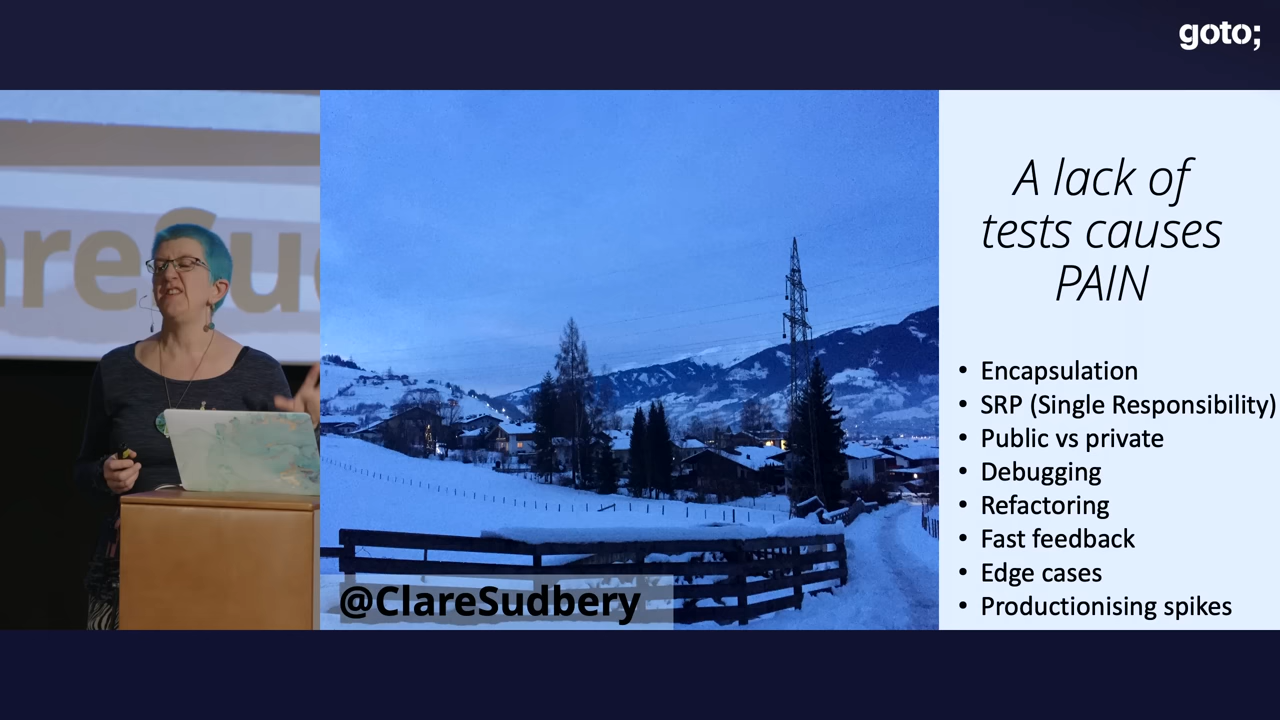 goto;
areSu
A lack of
tests causes
PAIN
• Encapsulation
• SRP (Single Responsibility)
• Public vs private
• Debugging
• Refactoring
• Fast feedback
• Edge cases
• Productionising spikes
@ClareSudbery